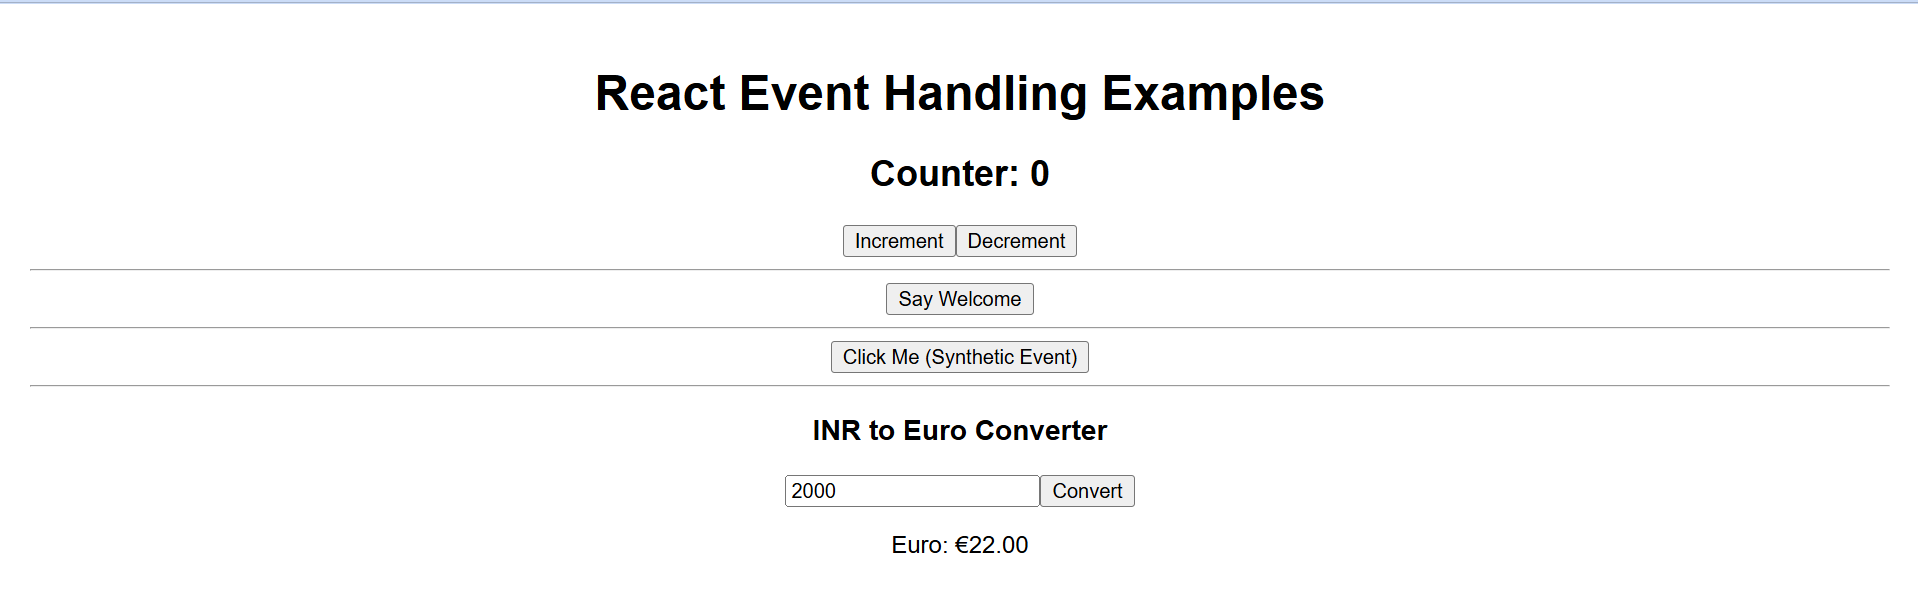 React Event Handling Examples
Counter: 0
Increment Decrement
Say Welcome
Click Me (Synthetic Event)
INR to Euro Converter
2000 Convert
Euro: €22.00